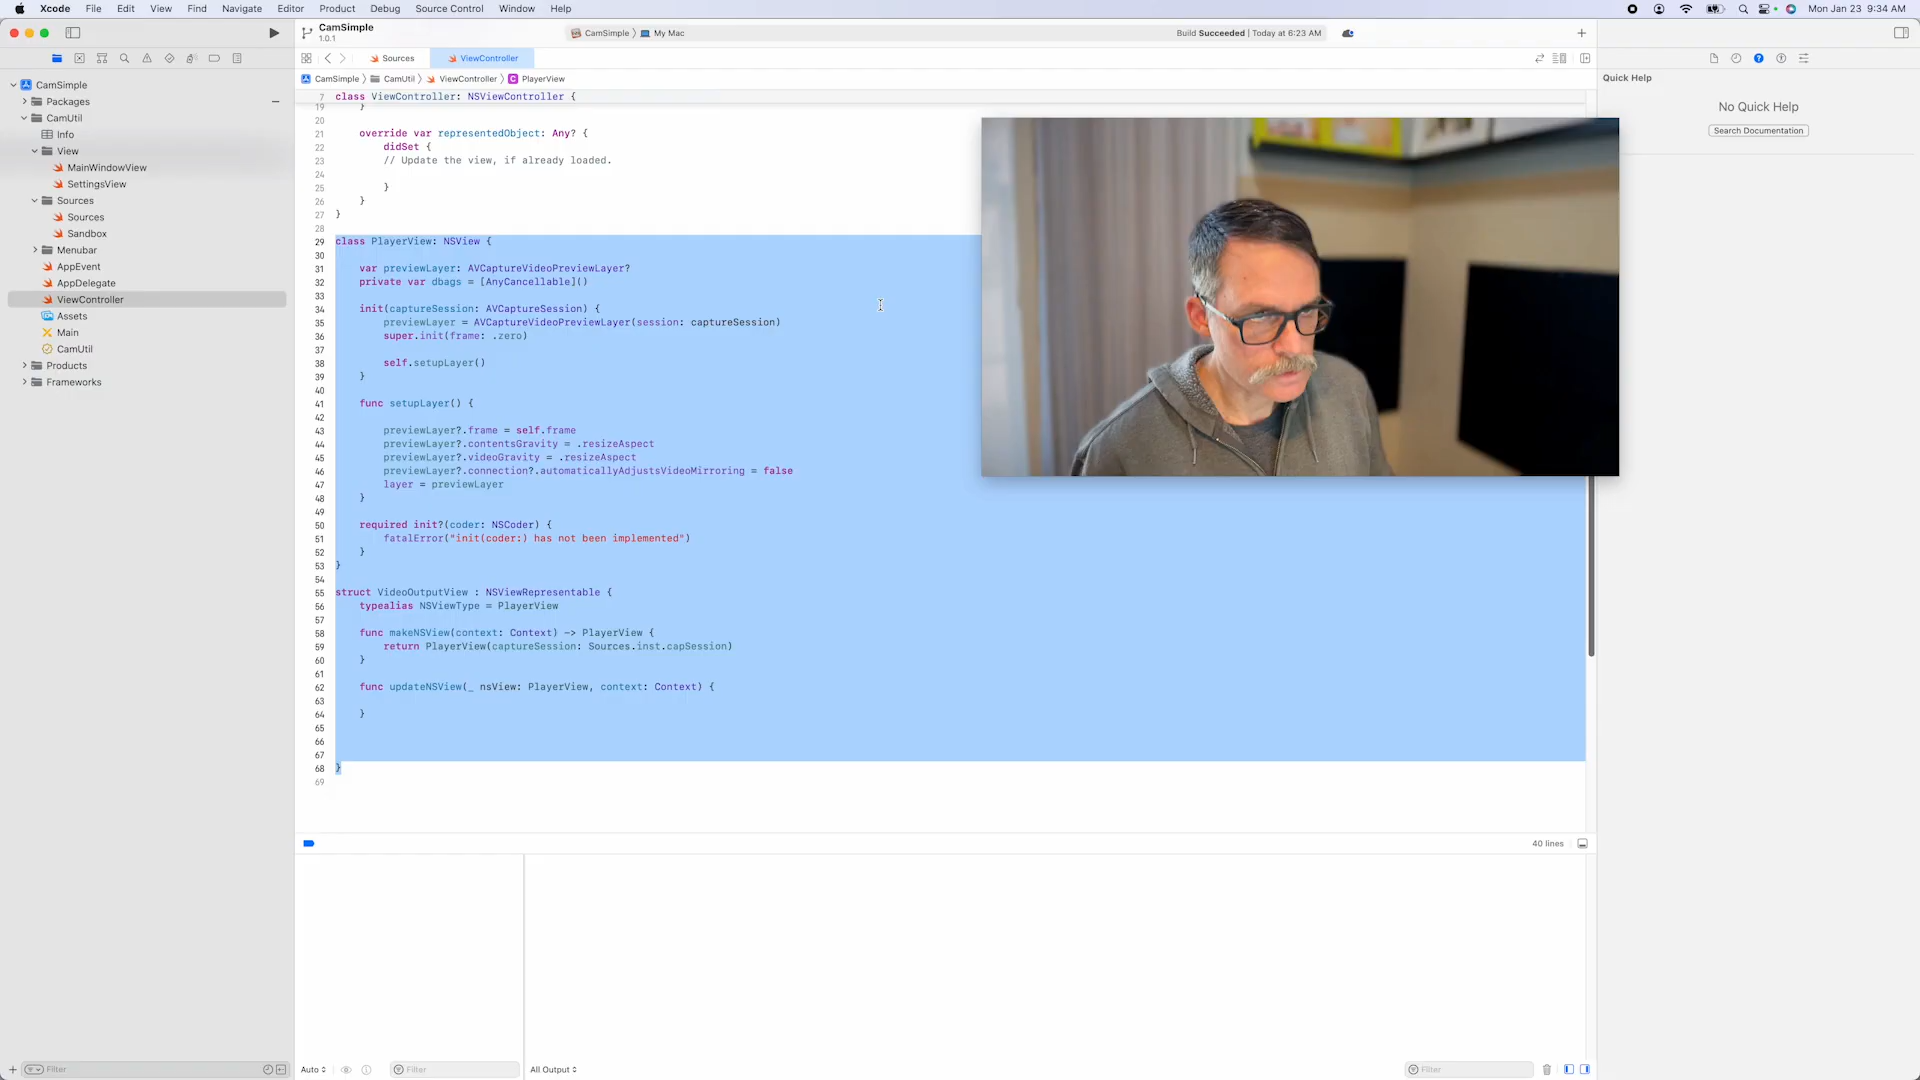 Xcode File Edit View Find Navigate Editor Product Debug Source Control Window Help
Mon Jan 23 9:34 AM
CamSimple
1.0.1
CamSimple My Mac
Build Succeeded | Today at 6:23 AM
Sources
ViewController
CamSimple CamUtil ViewController C PlayerView
CamSimple
Packages
CamUtil
Info
View
MainWindowView
SettingsView
Sources
Sources
Sandbox
Menubar
AppEvent
AppDelegate
ViewController
Assets
Main
CamUtil
Products
Frameworks
Filter
7 class ViewController: NSViewController {
19 }
20
21 override var representedObject: Any? {
22 didSet {
23 // Update the view, if already loaded.
24
25 }
26 }
27 }
28
29 class PlayerView: NSView {
30
31 var previewLayer: AVCaptureVideoPreviewLayer?
32 private var dbags = [AnyCancellable]()
33
34 init(captureSession: AVCaptureSession) {
35 previewLayer = AVCaptureVideoPreviewLayer(session: captureSession)
36 super.init(frame: .zero)
37
38 self.setupLayer()
39 }
40
41 func setupLayer() {
42
43 previewLayer?.frame = self.frame
44 previewLayer?.contentsGravity = .resizeAspect
45 previewLayer?.videoGravity = .resizeAspect
46 previewLayer?.connection?.automaticallyAdjustsVideoMirroring = false
47 layer = previewLayer
48 }
49
50 required init?(coder: NSCoder) {
51 fatalError("init(coder:) has not been implemented")
52 }
53 }
54
55 struct VideoOutputView : NSViewRepresentable {
56 typealias NSViewType = PlayerView
57
58 func makeNSView(context: Context) -> PlayerView {
59 return PlayerView(captureSession: Sources.inst.capSession)
60 }
61
62 func updateNSView(_ nsView: PlayerView, context: Context) {
63
64 }
65
66
67
68 }
69
40 lines
Auto
Filter
All Output
Filter
Quick Help
No Quick Help
Search Documentation